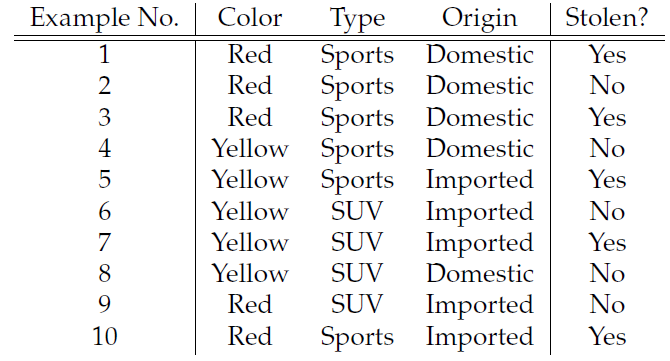 Example No. Color Type Origin Stolen?
1 Red Sports Domestic Yes
2 Red Sports Domestic No
3 Red Sports Domestic Yes
4 Yellow Sports Domestic No
5 Yellow Sports Imported Yes
6 Yellow SUV Imported No
7 Yellow SUV Imported Yes
8 Yellow SUV Domestic No
9 Red SUV Imported No
10 Red Sports Imported Yes